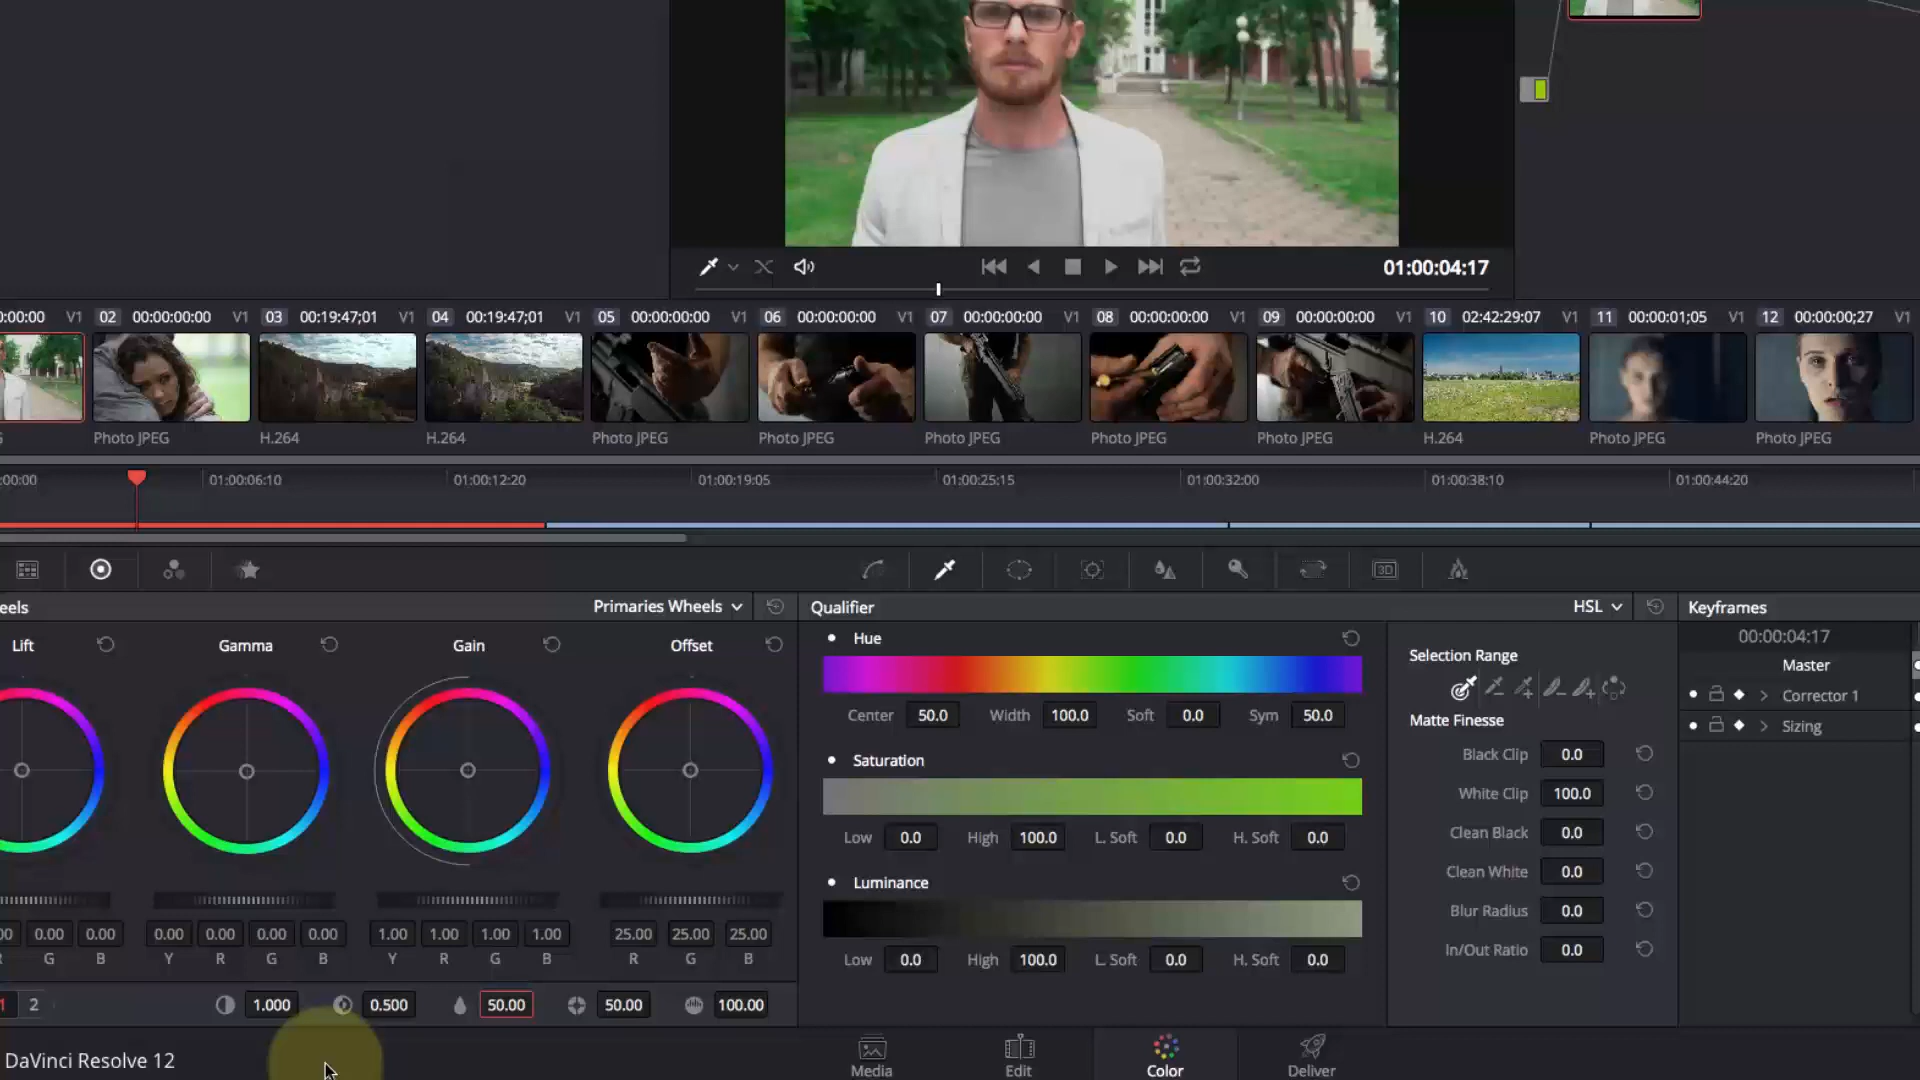 01:00:04:17
0:00:00 V1 02 00:00:00:00 V1 03 00:19:47;01 V1 04 00:19:47;01 V1 05 00:00:00:00 V1 06 00:00:00:00 V1 07 00:00:00:00 V1 08 00:00:00:00 V1 09 00:00:00:00 V1 10 02:42:29:07 V1 11 00:00:01;05 V1 12 00:00:00;27 V1
G Photo JPEG H.264 H.264 Photo JPEG Photo JPEG Photo JPEG Photo JPEG Photo JPEG H.264 Photo JPEG Photo JPEG
:00:00 01:00:06:10 01:00:12:20 01:00:19:05 01:00:25:15 01:00:32:00 01:00:38:10 01:00:44:20
3D
eels Primaries Wheels Qualifier HSL Keyframes
Lift Gamma Gain Offset
Hue
Center 50.0 Width 100.0 Soft 0.0 Sym 50.0
Saturation
Low 0.0 High 100.0 L. Soft 0.0 H. Soft 0.0
Luminance
Low 0.0 High 100.0 L. Soft 0.0 H. Soft 0.0
Selection Range
Matte Finesse
Black Clip 0.0
White Clip 100.0
Clean Black 0.0
Clean White 0.0
Blur Radius 0.0
In/Out Ratio 0.0
00:00:04:17
Master
Corrector 1
Sizing
00 0.00 0.00 0.00 0.00 0.00 0.00 1.00 1.00 1.00 1.00 25.00 25.00 25.00
R G B Y R G B Y R G B R G B
1 2 1.000 0.500 50.00 50.00 100.00
DaVinci Resolve 12
Media Edit Color Deliver